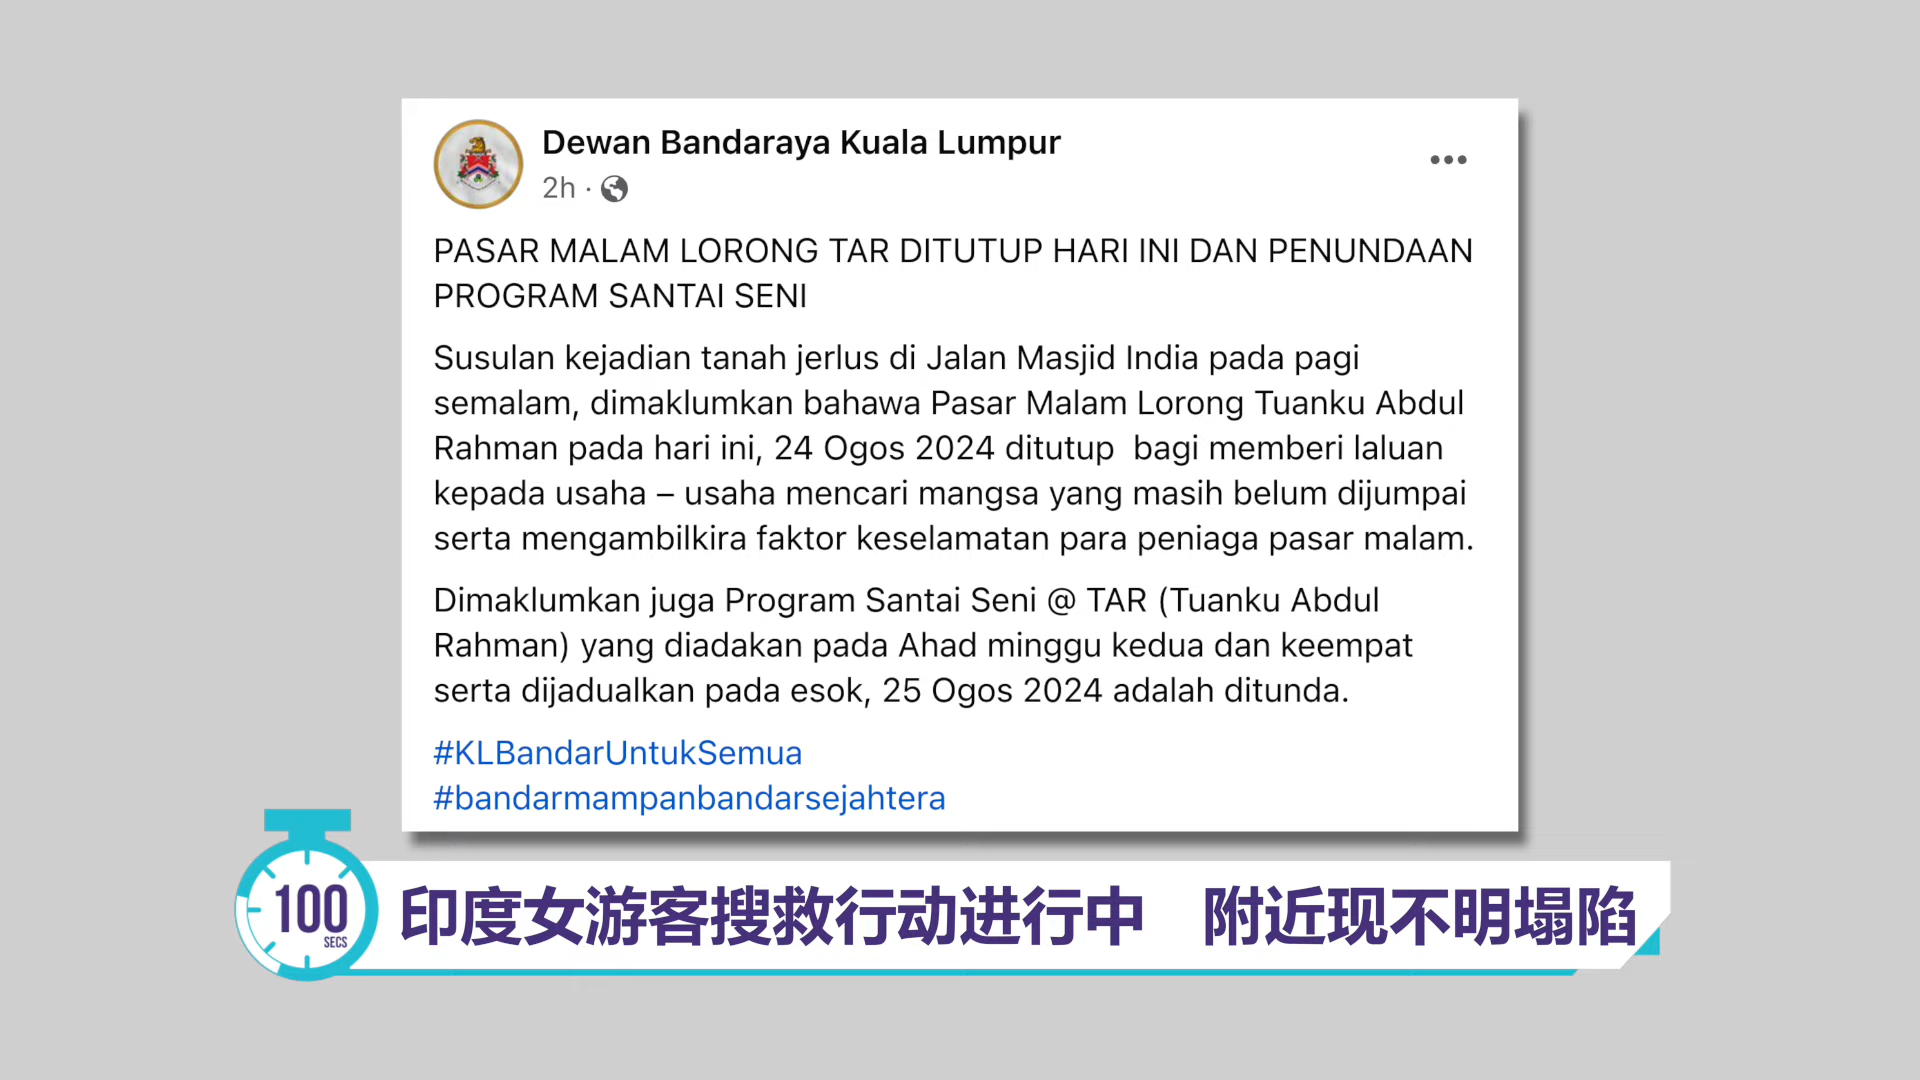 Dewan Bandaraya Kuala Lumpur
2h ·
PASAR MALAM LORONG TAR DITUTUP HARI INI DAN PENUNDAAN
PROGRAM SANTAI SENI
Susulan kejadian tanah jerlus di Jalan Masjid India pada pagi
semalam, dimaklumkan bahawa Pasar Malam Lorong Tuanku Abdul
Rahman pada hari ini, 24 Ogos 2024 ditutup  bagi memberi laluan
kepada usaha – usaha mencari mangsa yang masih belum dijumpai
serta mengambilkira faktor keselamatan para peniaga pasar malam.
Dimaklumkan juga Program Santai Seni @ TAR (Tuanku Abdul
Rahman) yang diadakan pada Ahad minggu kedua dan keempat
serta dijadualkan pada esok, 25 Ogos 2024 adalah ditunda.
#KLBandarUntukSemua
#bandarmampanbandarsejahtera
100
SECS
印度女游客搜救行动进行中　附近现不明塌陷